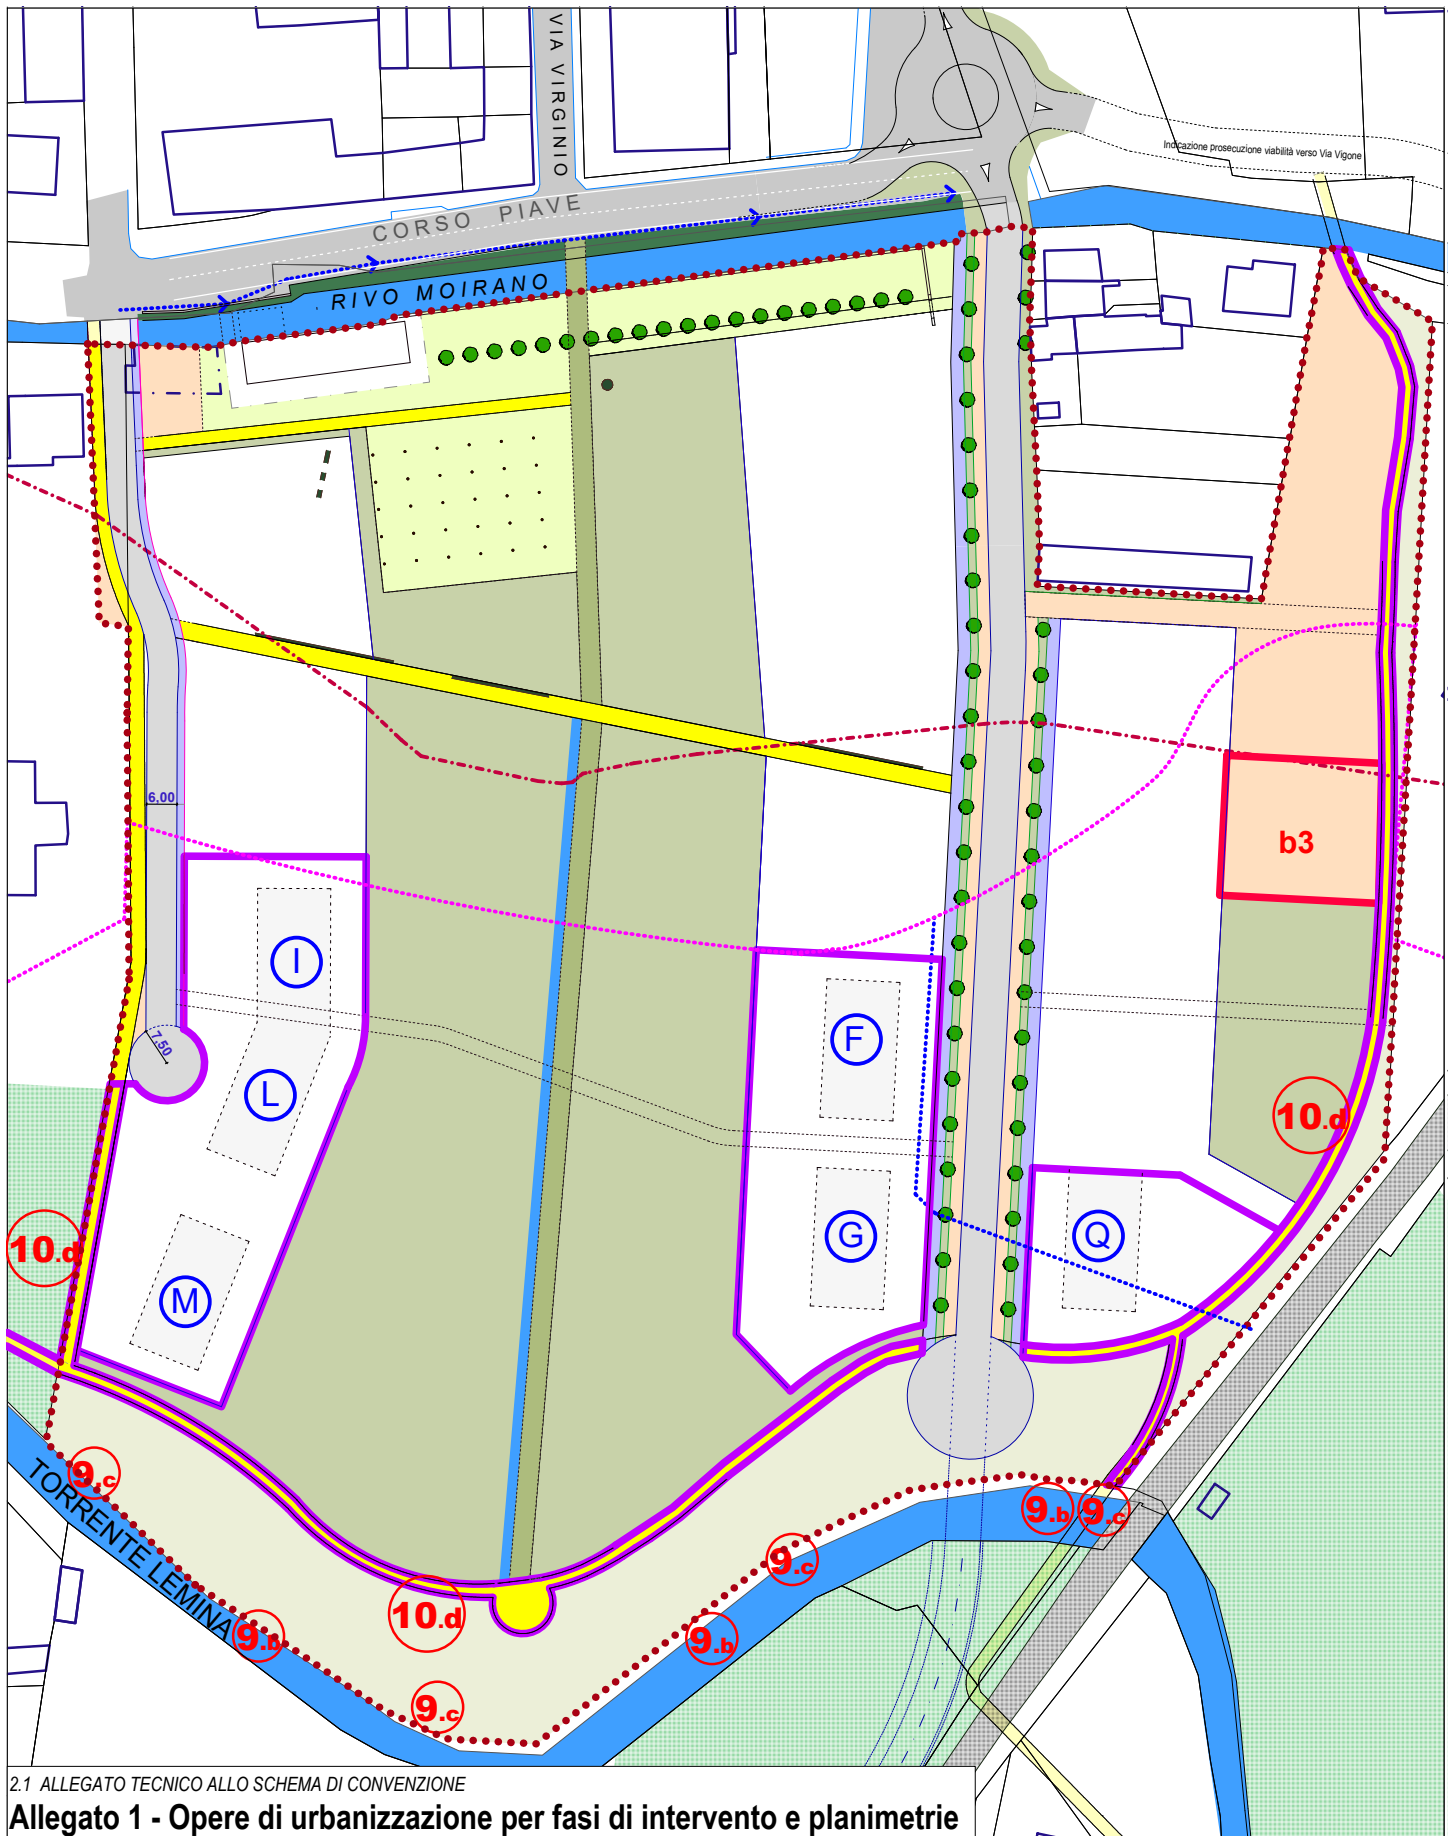 VIA VIRGINIO
Indicazione prosecuzione viabilità verso Via Vigone
CORSO PIAVE
RIVO MOIRANO
6,00
b3
I
F
7.50
L
10.d
10.d
G
Q
M
9.c
9.b
9.c
TORRENTE LEMINA
9.c
10.d
9.b
9.b
9.c
2.1 ALLEGATO TECNICO ALLO SCHEMA DI CONVENZIONE
Allegato 1 - Opere di urbanizzazione per fasi di intervento e planimetrie